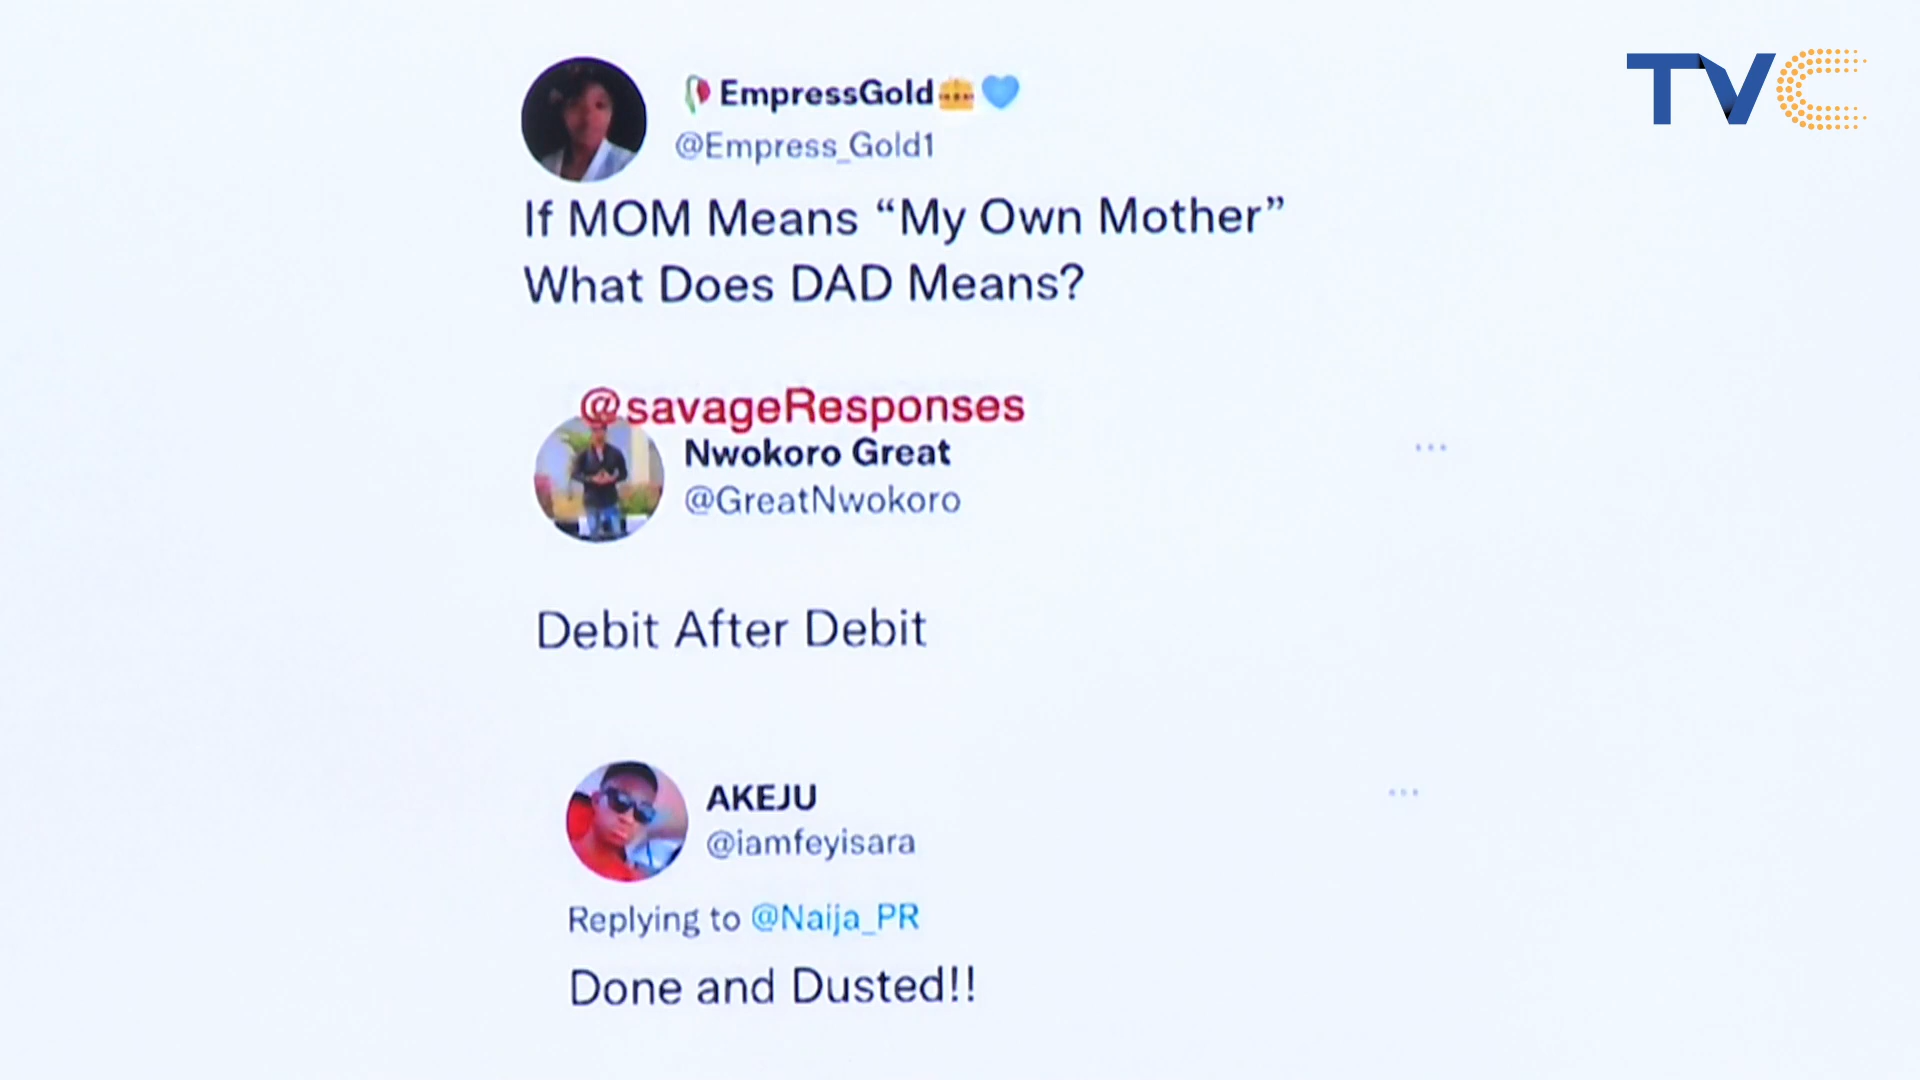 TVC
EmpressGold
@Empress_Gold1
If MOM Means “My Own Mother”
What Does DAD Means?
@savageResponses
Nwokoro Great
@GreatNwokoro
Debit After Debit
AKEJU
@iamfeyisara
Replying to @Naija_PR
Done and Dusted!!